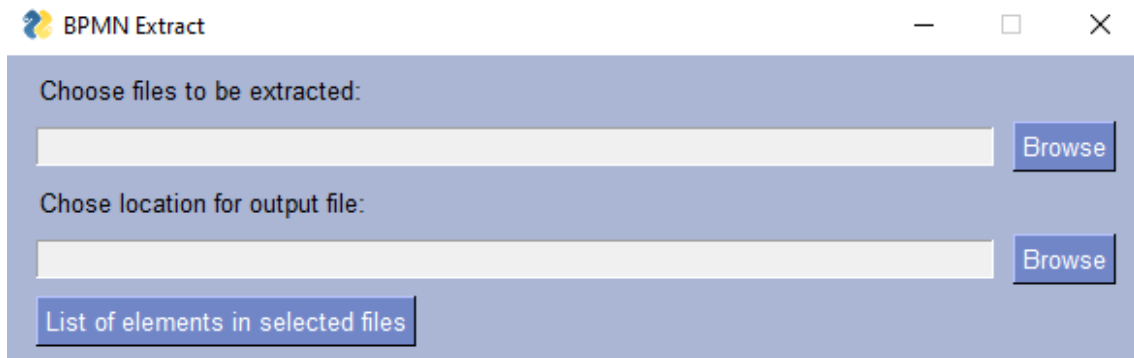 BPMN Extract
Choose files to be extracted:
Browse
Chose location for output file:
Browse
List of elements in selected files